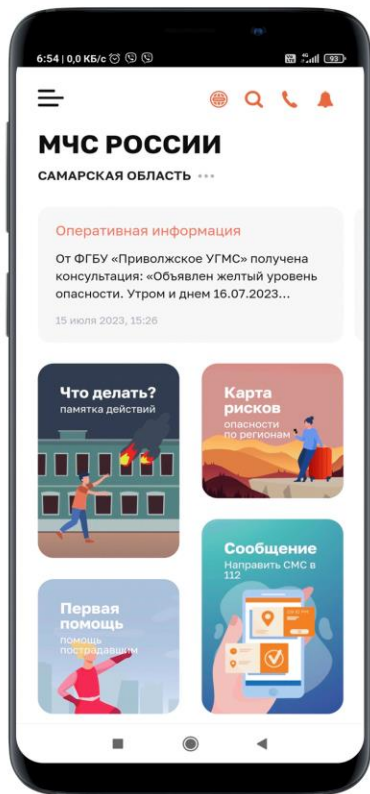 6:54 | 0,0 КБ/с
4G
93
МЧС РОССИИ
САМАРСКАЯ ОБЛАСТЬ
Оперативная информация
От ФГБУ «Приволжское УГМС» получена
консультация: «Объявлен желтый уровень
опасности. Утром и днем 16.07.2023...
15 июля 2023, 15:26
Что делать?
памятка действий
Карта
рисков
опасности
по регионам
Сообщение
Направить СМС в
112
Первая
помощь
помощь
пострадавшим